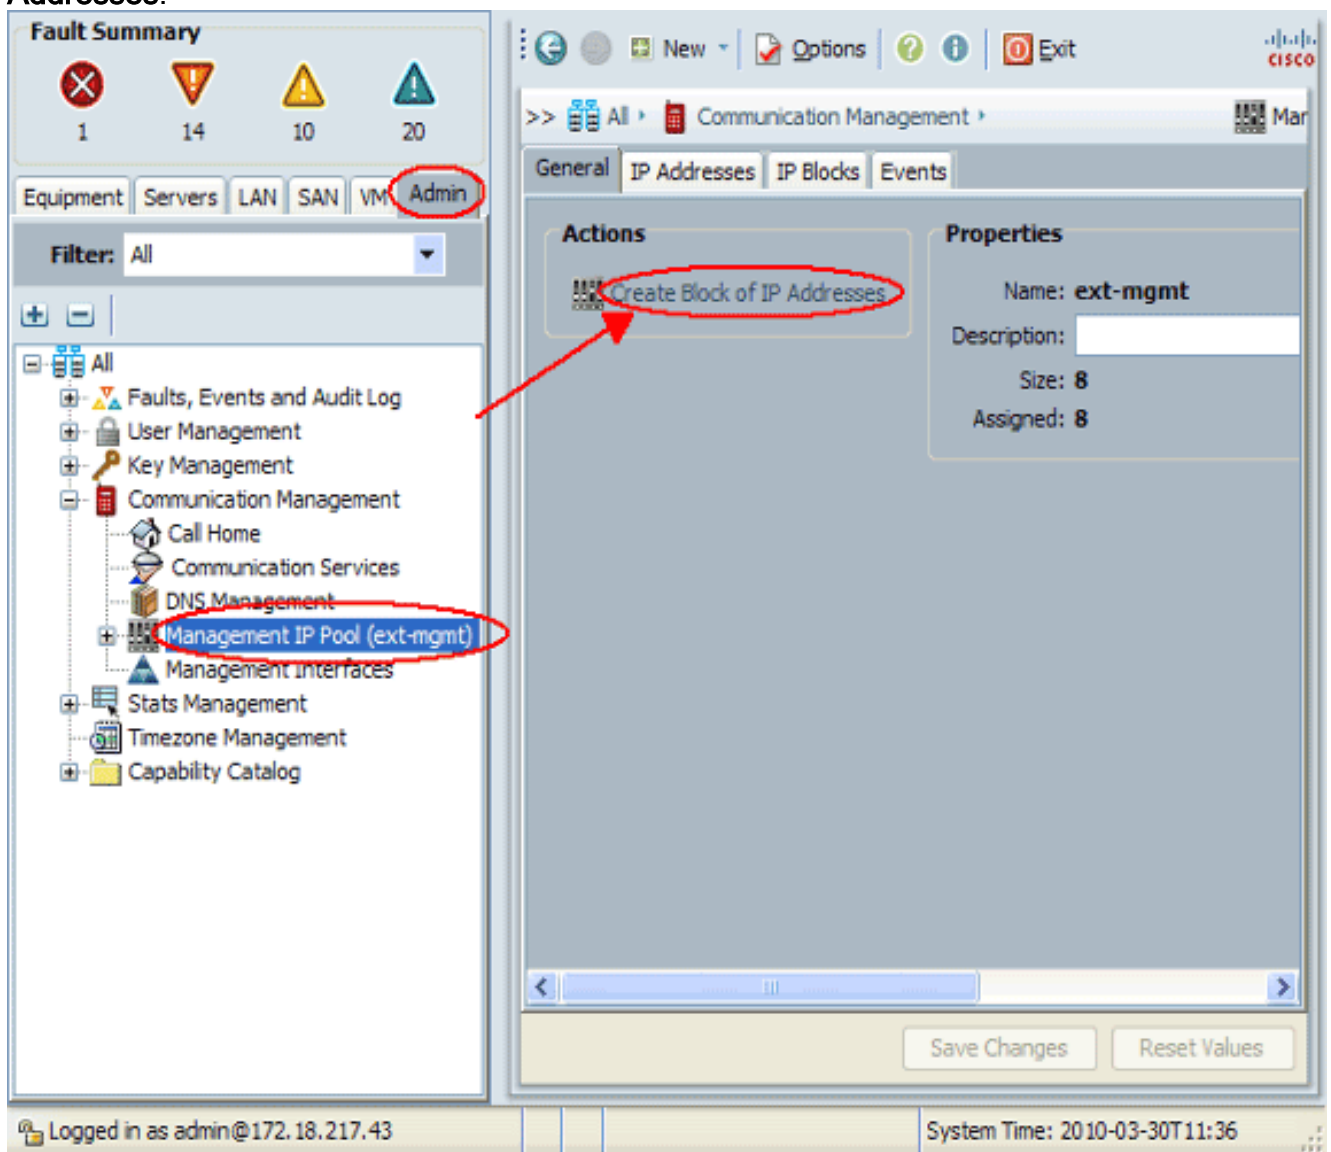 Addresses.
Fault Summary
1 14 10 20
Equipment Servers LAN SAN VM Admin
Filter: All
All
Faults, Events and Audit Log
User Management
Key Management
Communication Management
Call Home
Communication Services
DNS Management
Management IP Pool (ext-mgmt)
Management Interfaces
Stats Management
Timezone Management
Capability Catalog
New Options Exit
CISCO
>> All Communication Management Mar
General IP Addresses IP Blocks Events
Actions
Create Block of IP Addresses
Properties
Name: ext-mgmt
Description:
Size: 8
Assigned: 8
Save Changes Reset Values
Logged in as admin@172.18.217.43
System Time: 2010-03-30T11:36